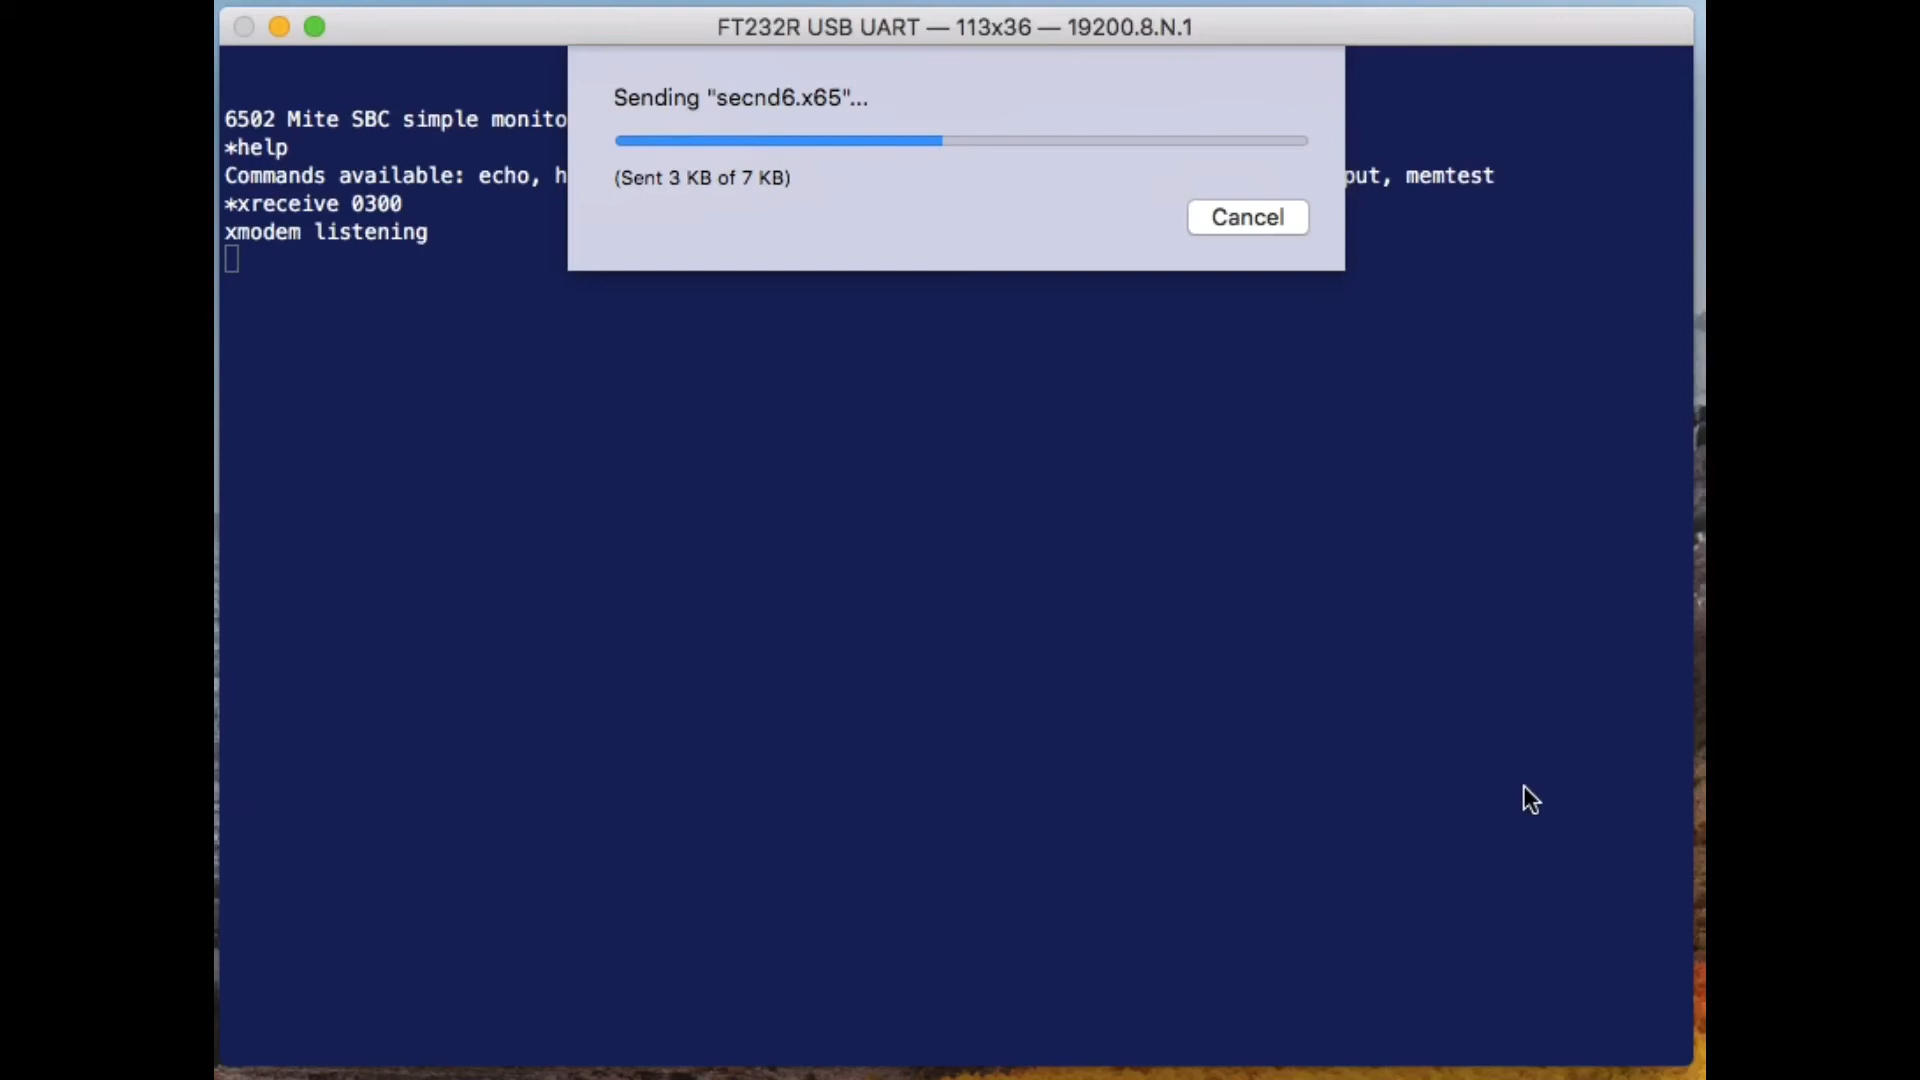 FT232R USB UART — 113x36 — 19200.8.N.1
Sending "secnd6.x65"...
(Sent 3 KB of 7 KB)
Cancel
6502 Mite SBC simple monito
*help
Commands available: echo, h put, memtest
*xreceive 0300
xmodem listening